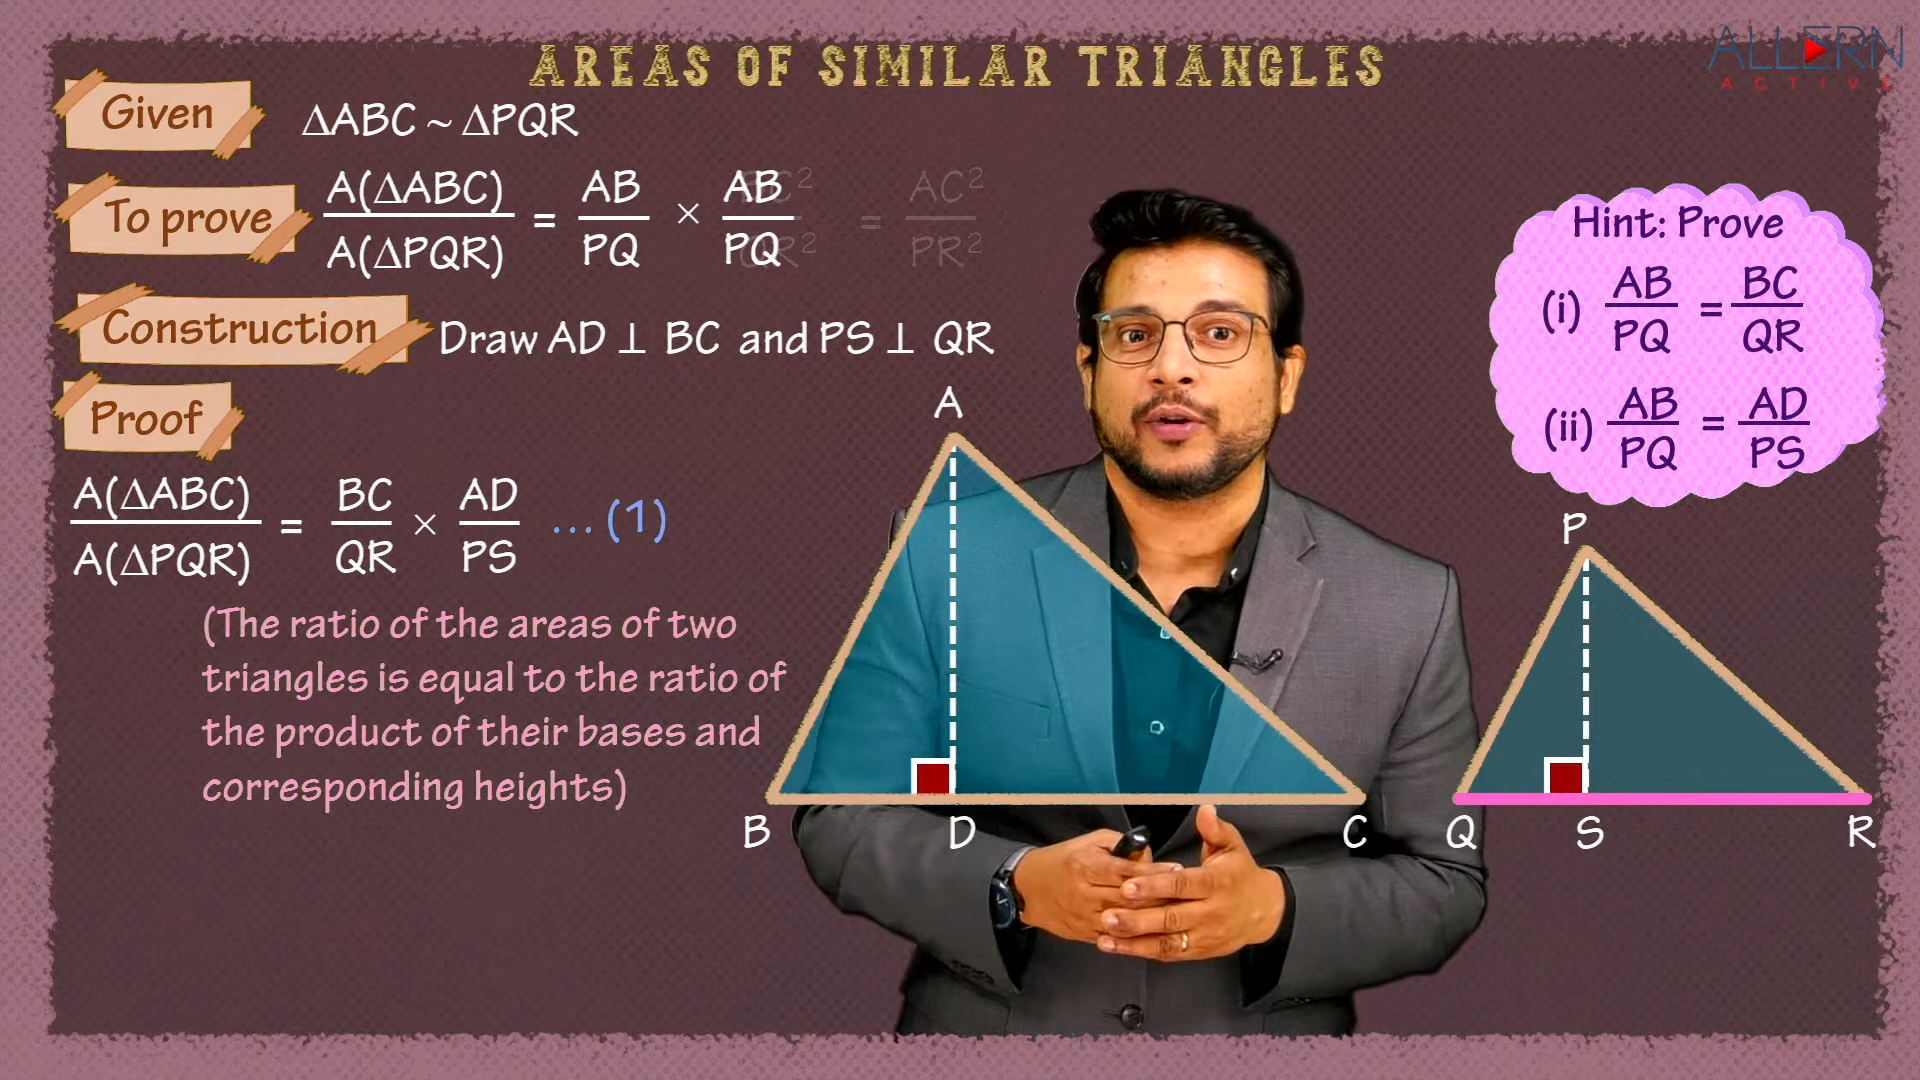 AREAS OF SIMILAR TRIANGLES
ALLERN
ACTIVE
Given
ΔABC ~ ΔPQR
To prove
A(ΔABC)/A(ΔPQR) = AB/PQ × AB/PQ = AC²/PR²
Construction
Draw AD ⊥ BC and PS ⊥ QR
Proof
A(ΔABC)/A(ΔPQR) = BC/QR × AD/PS ... (1)
(The ratio of the areas of two
triangles is equal to the ratio of
the product of their bases and
corresponding heights)
Hint: Prove
(i) AB/PQ = BC/QR
(ii) AB/PQ = AD/PS
A
B
D
C
P
Q
S
R